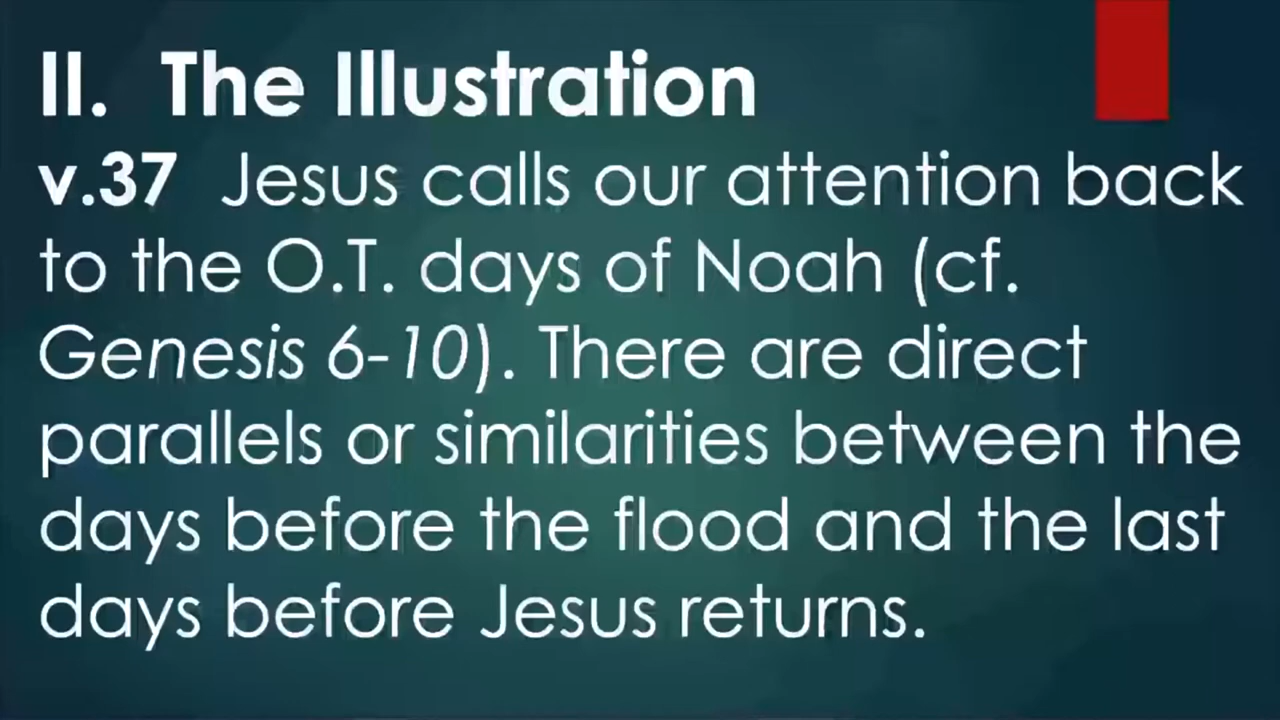 II. The Illustration
v.37 Jesus calls our attention back
to the O.T. days of Noah (cf.
Genesis 6-10). There are direct
parallels or similarities between the
days before the flood and the last
days before Jesus returns.